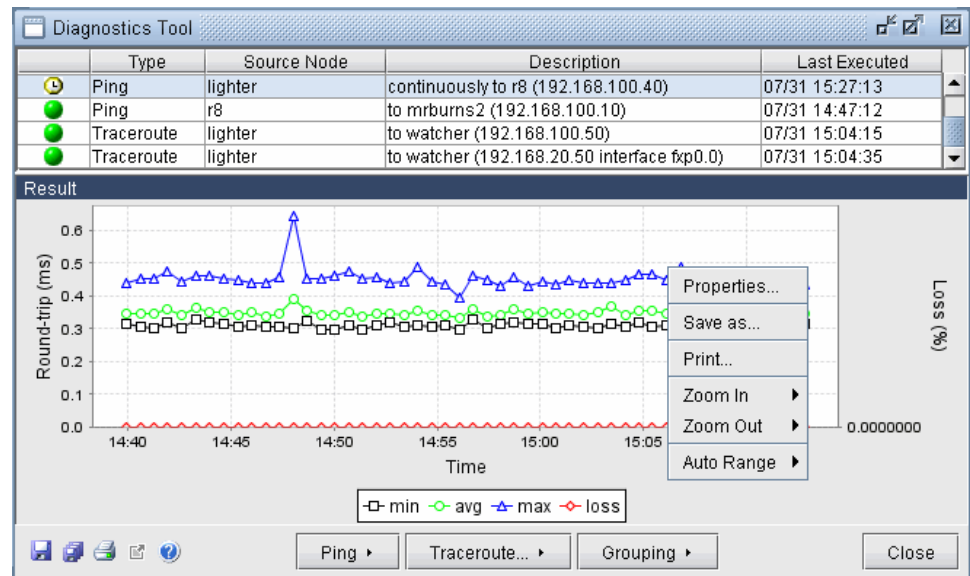 Diagnostics Tool
Type Source Node Description Last Executed
Ping lighter continuously to r8 (192.168.100.40) 07/31 15:27:13
Ping r8 to mrburns2 (192.168.100.10) 07/31 14:47:12
Traceroute lighter to watcher (192.168.100.50) 07/31 15:04:15
Traceroute lighter to watcher (192.168.20.50 interface fxp0.0) 07/31 15:04:35
Result
Round-trip (ms)
0.6
0.5
0.4
0.3
0.2
0.1
0.0
14:40 14:45 14:50 14:55 15:00 15:05
Time
0.0000000
Loss (%)
Properties...
Save as...
Print...
Zoom In
Zoom Out
Auto Range
min avg max loss
Ping Traceroute... Grouping Close